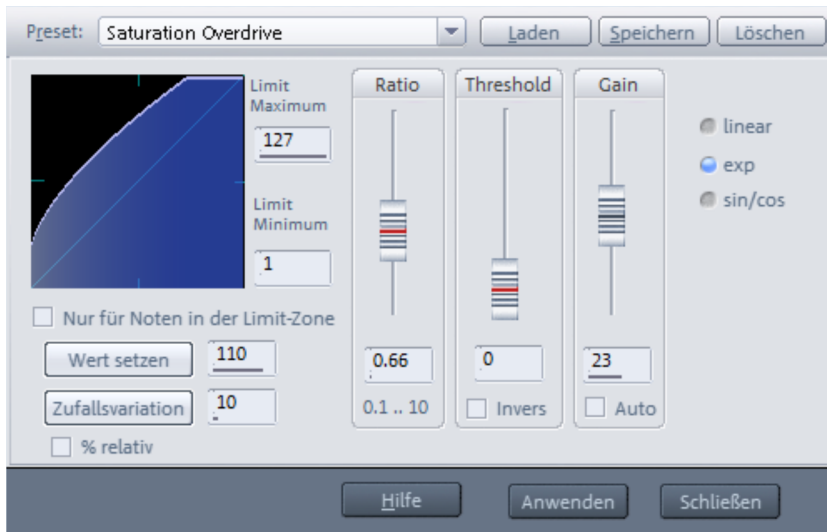 Preset: Saturation Overdrive Laden Speichern Löschen
Limit Maximum
127
Limit Minimum
1
Nur für Noten in der Limit-Zone
Wert setzen 110
Zufallsvariation 10
% relativ
Ratio
0.66
0.1 .. 10
Threshold
0
Invers
Gain
23
Auto
linear
exp
sin/cos
Hilfe Anwenden Schließen